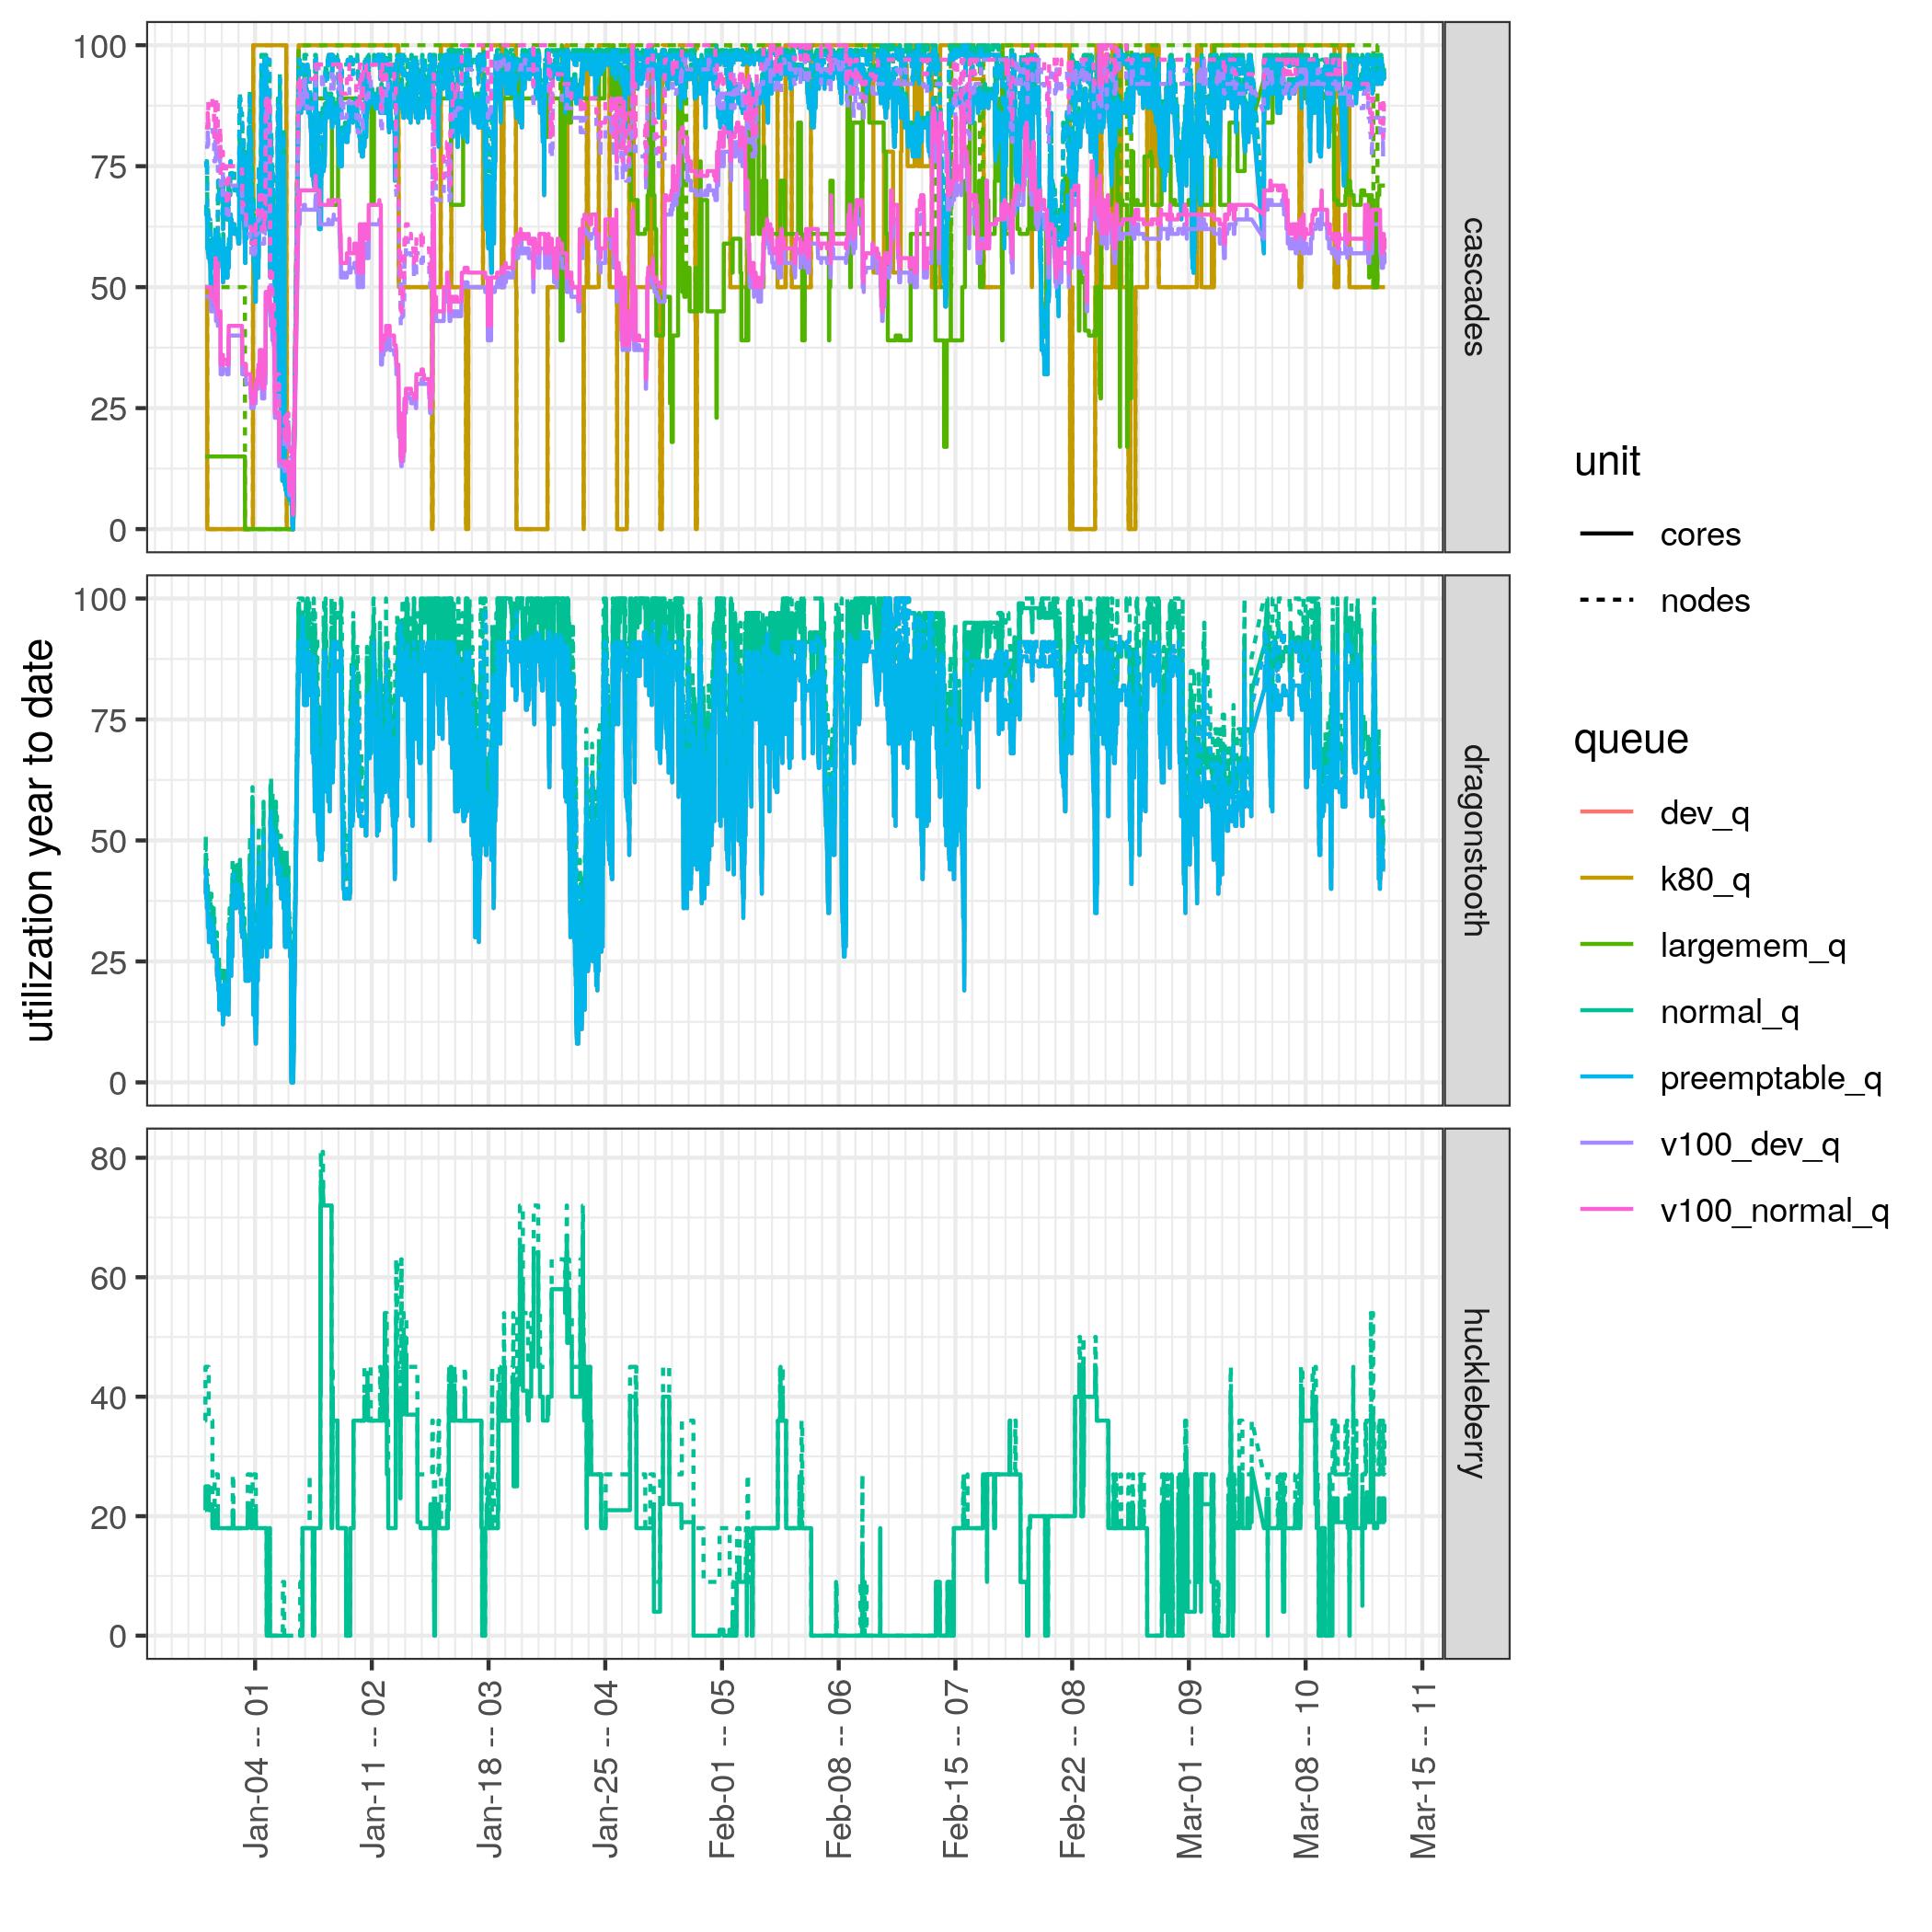 utilization year to date
100
75
50
25
0
cascades
100
75
50
25
0
dragonstooth
80
60
40
20
0
huckleberry
Jan-04 -- 01
Jan-11 -- 02
Jan-18 -- 03
Jan-25 -- 04
Feb-01 -- 05
Feb-08 -- 06
Feb-15 -- 07
Feb-22 -- 08
Mar-01 -- 09
Mar-08 -- 10
Mar-15 -- 11
unit
cores
nodes
queue
dev_q
k80_q
largemem_q
normal_q
preemptable_q
v100_dev_q
v100_normal_q